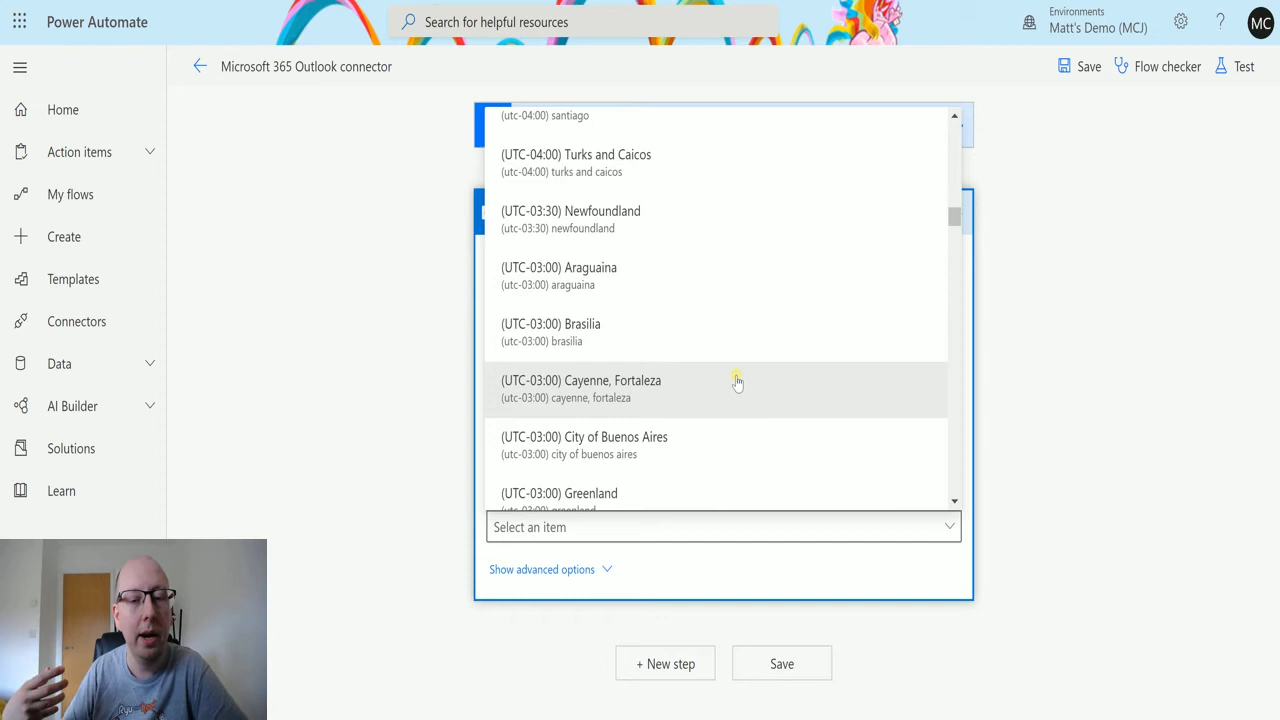 Power Automate
Search for helpful resources
Environments
Matt's Demo (MCJ)
MC
Microsoft 365 Outlook connector
Save
Flow checker
Test
Home
Action items
My flows
Create
Templates
Connectors
Data
AI Builder
Solutions
Learn
(utc-04:00) santiago
(UTC-04:00) Turks and Caicos
(utc-04:00) turks and caicos
(UTC-03:30) Newfoundland
(utc-03:30) newfoundland
(UTC-03:00) Araguaina
(utc-03:00) araguaina
(UTC-03:00) Brasilia
(utc-03:00) brasilia
(UTC-03:00) Cayenne, Fortaleza
(utc-03:00) cayenne, fortaleza
(UTC-03:00) City of Buenos Aires
(utc-03:00) city of buenos aires
(UTC-03:00) Greenland
(utc-03:00) greenland
Select an item
Show advanced options
+ New step
Save